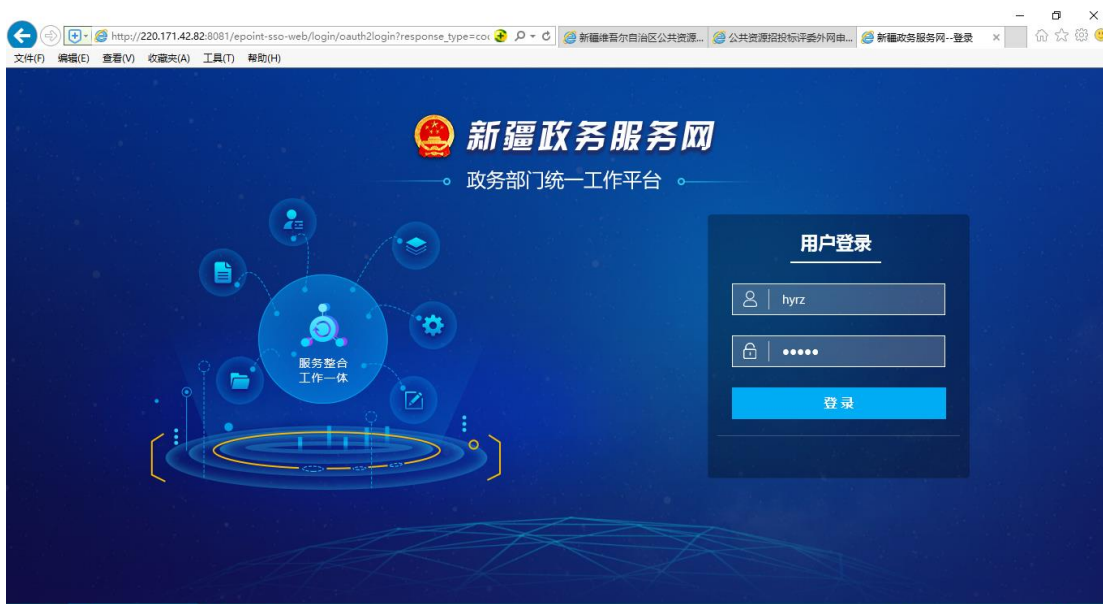 http://220.171.42.82:8081/epoint-sso-web/login/oauth2login?response_type=co
新疆维吾尔自治区公共资源...
公共资源招投标评委外网申...
新疆政务服务网--登录
文件(F) 编辑(E) 查看(V) 收藏夹(A) 工具(T) 帮助(H)
新疆政务服务网
政务部门统一工作平台
用户登录
hyrz
•••••
登录
服务整合
工作一体